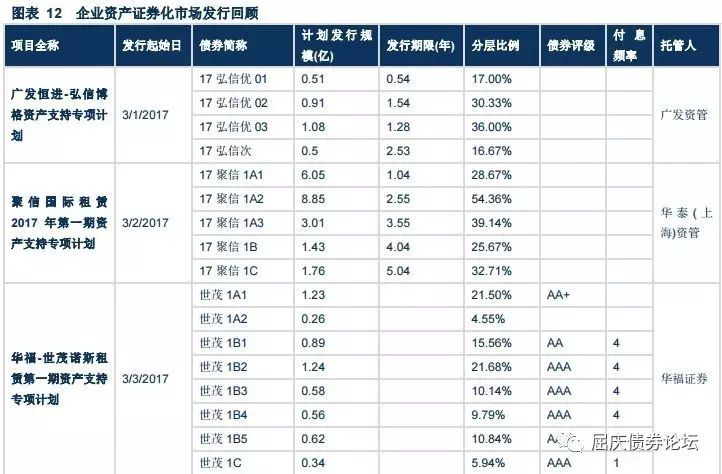 图表 12 企业资产证券化市场发行回顾
项目全称 发行起始日 债券简称 计划发行规模(亿) 发行期限(年) 分层比例 债券评级 付息频率 托管人
广发恒进-弘信博格资产支持专项计划 3/1/2017 广发资管
17 弘信优 01 0.51 0.54 17.00%
17 弘信优 02 0.91 1.54 30.33%
17 弘信优 03 1.08 1.28 36.00%
17 弘信次 0.5 2.53 16.67%
聚信国际租赁 2017 年第一期资产支持专项计划 3/2/2017 华泰(上海)资管
17 聚信 1A1 6.05 1.04 28.67%
17 聚信 1A2 8.85 2.55 54.36%
17 聚信 1A3 3.01 3.55 39.14%
17 聚信 1B 1.43 4.04 25.67%
17 聚信 1C 1.76 5.04 32.71%
华福-世茂诺斯租赁第一期资产支持专项计划 3/3/2017 华福证券
世茂 1A1 1.23 21.50% AA+
世茂 1A2 0.26 4.55%
世茂 1B1 0.89 15.56% AA 4
世茂 1B2 1.24 21.68% AAA 4
世茂 1B3 0.58 10.14% AAA 4
世茂 1B4 0.56 9.79% AAA 4
世茂 1B5 0.62 10.84%
世茂 1C 0.34 5.94% AAA 1
屈庆债券论坛